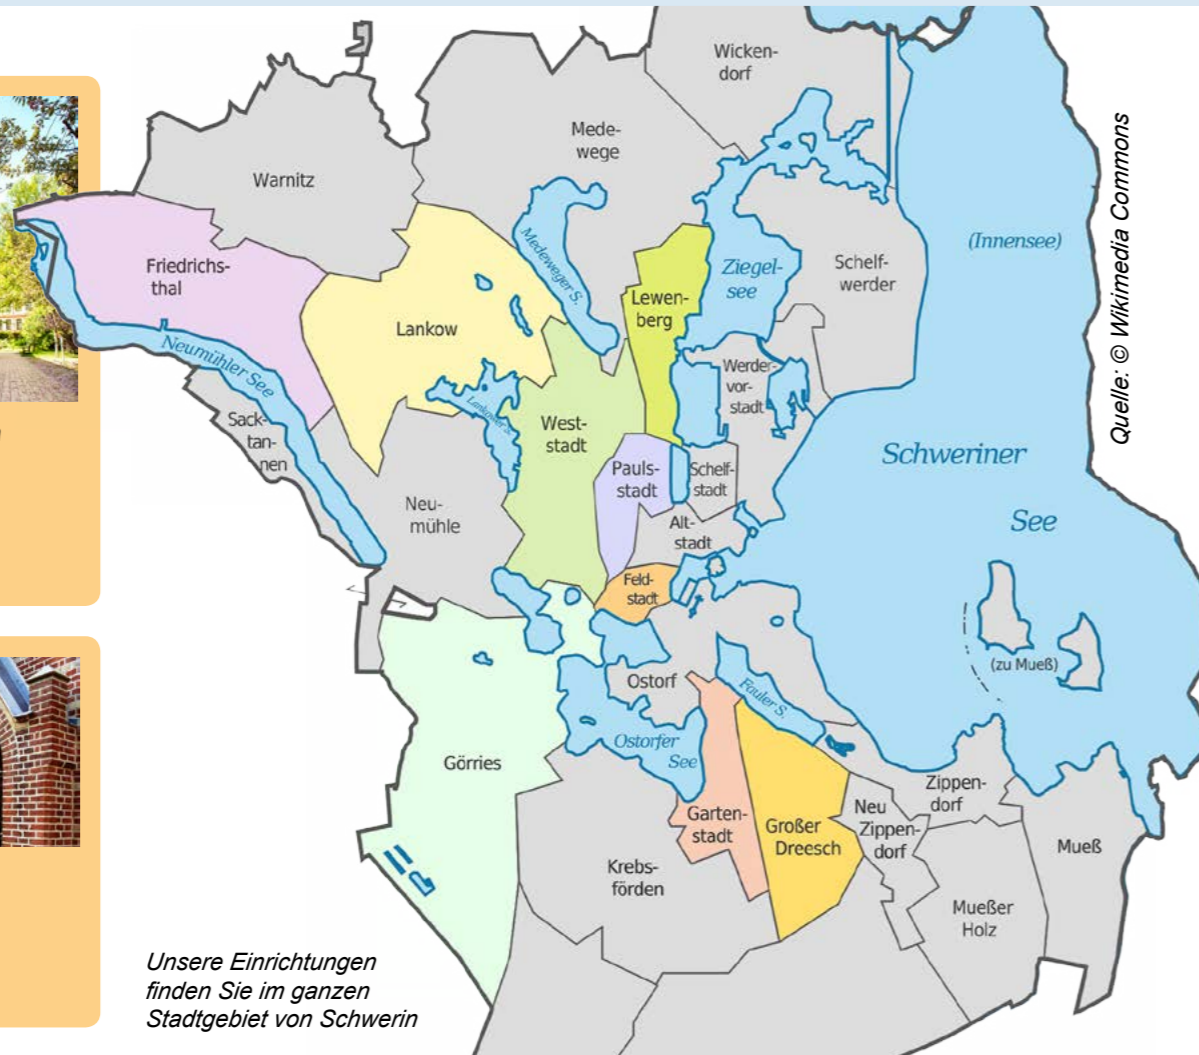 Wicken-
dorf
Mede-
wege
Warnitz
(Innensee)
Friedrichs-
thal
Medeweger S.
Ziegel-
see
Schelf-
werder
Lewen-
berg
Lankow
Neumühler See
Werder-
vor-
stadt
Lankower S.
Sack-
tan-
nen
West-
stadt
Schweriner
See
Pauls-
stadt
Schelf-
stadt
Neu-
mühle
Alt-
stadt
Feld-
stadt
(zu Mueß)
Ostorf
Fauler S.
Ostorfer
See
Görries
Zippen-
dorf
Neu
Zippen-
dorf
Garten-
stadt
Großer
Dreesch
Mueß
Krebs-
förden
Mueßer
Holz
Quelle: © Wikimedia Commons
Unsere Einrichtungen
finden Sie im ganzen
Stadtgebiet von Schwerin